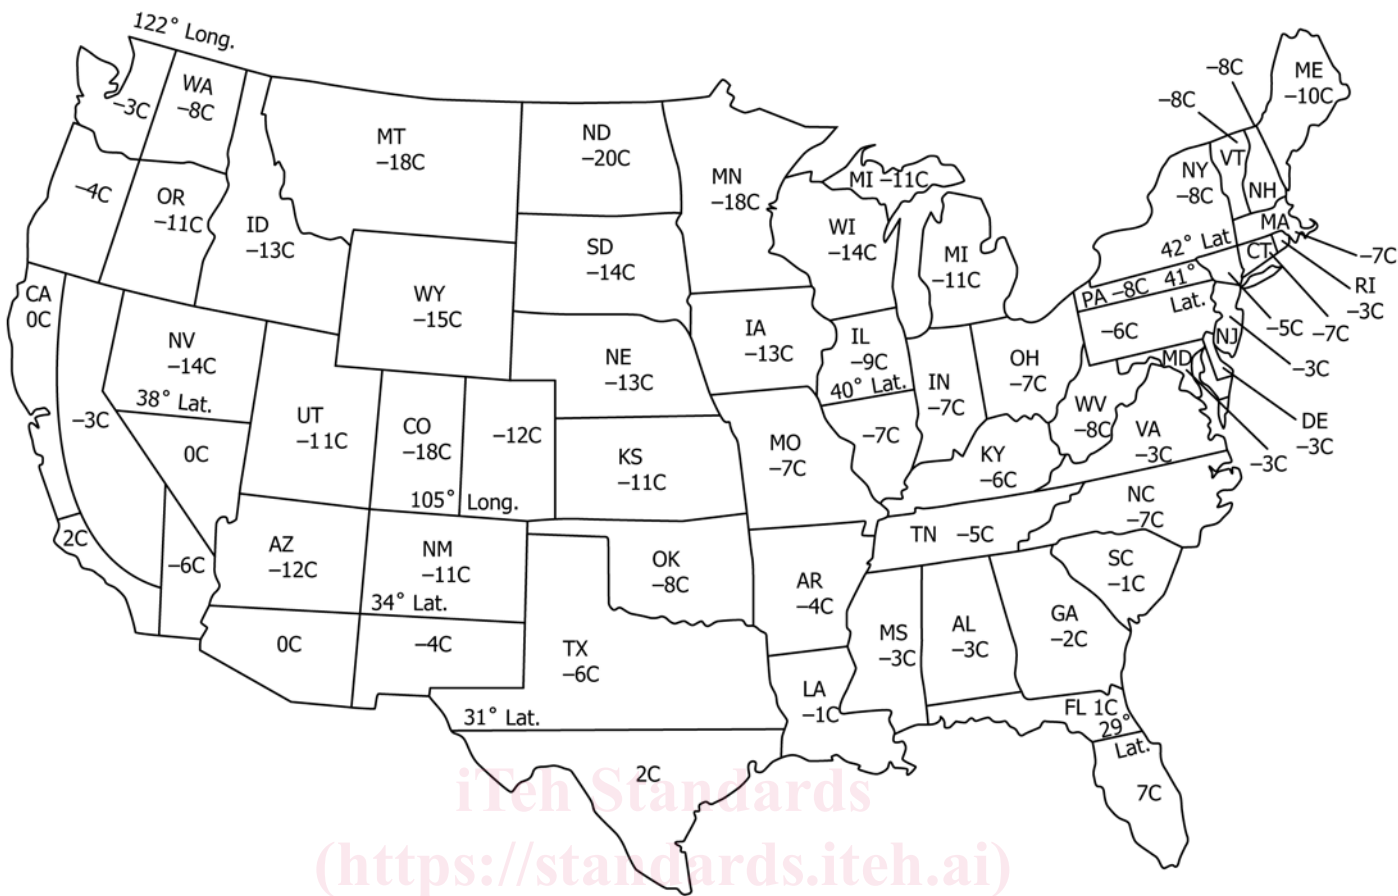 122° Long.
WA
–8C
–3C
–4C
OR
–11C
ID
–13C
MT
–18C
ND
–20C
MN
–18C
SD
–14C
WY
–15C
NE
–13C
IA
–13C
WI
–14C
MI –11C
MI
–11C
–8C
–8C
ME
–10C
NY
–8C
VT
NH
MA
42° Lat
CT
–7C
RI
–3C
–7C
–5C
PA –8C 41°
Lat.
–6C
NJ
–3C
MD
DE
–3C
–3C
CA
0C
–3C
2C
–6C
NV
–14C
38° Lat.
0C
UT
–11C
CO
–18C
105° Long.
–12C
KS
–11C
MO
–7C
IL
–9C
40° Lat.
–7C
IN
–7C
OH
–7C
WV
–8C
VA
–3C
KY
–6C
NC
–7C
TN –5C
SC
–1C
AZ
–12C
0C
NM
–11C
34° Lat.
–4C
OK
–8C
AR
–4C
TX
–6C
31° Lat.
2C
LA
–1C
MS
–3C
AL
–3C
GA
–2C
FL 1C
29°
Lat.
7C
iTeh Standards
(https://standards.iteh.ai)